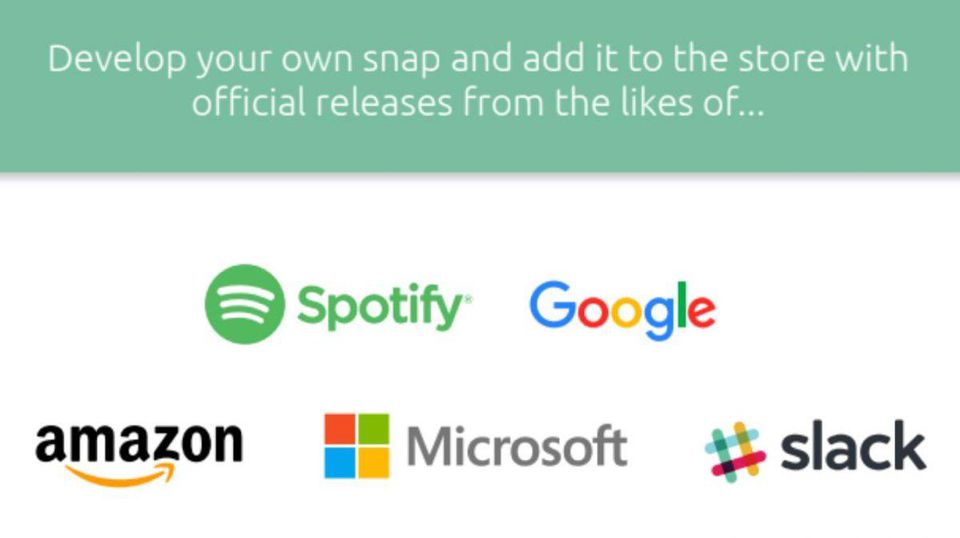 Develop your own snap and add it to the store with
official releases from the likes of...
Spotify®
Google
amazon
Microsoft
slack